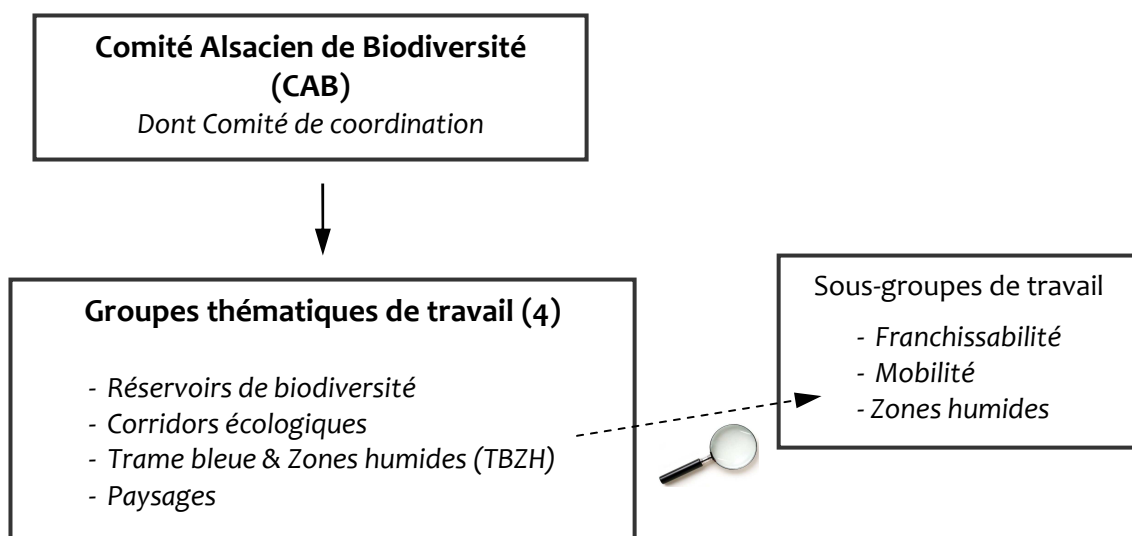 Comité Alsacien de Biodiversité
(CAB)
Dont Comité de coordination
Groupes thématiques de travail (4)
- Réservoirs de biodiversité
- Corridors écologiques
- Trame bleue & Zones humides (TBZH)
- Paysages
Sous-groupes de travail
- Franchissabilité
- Mobilité
- Zones humides